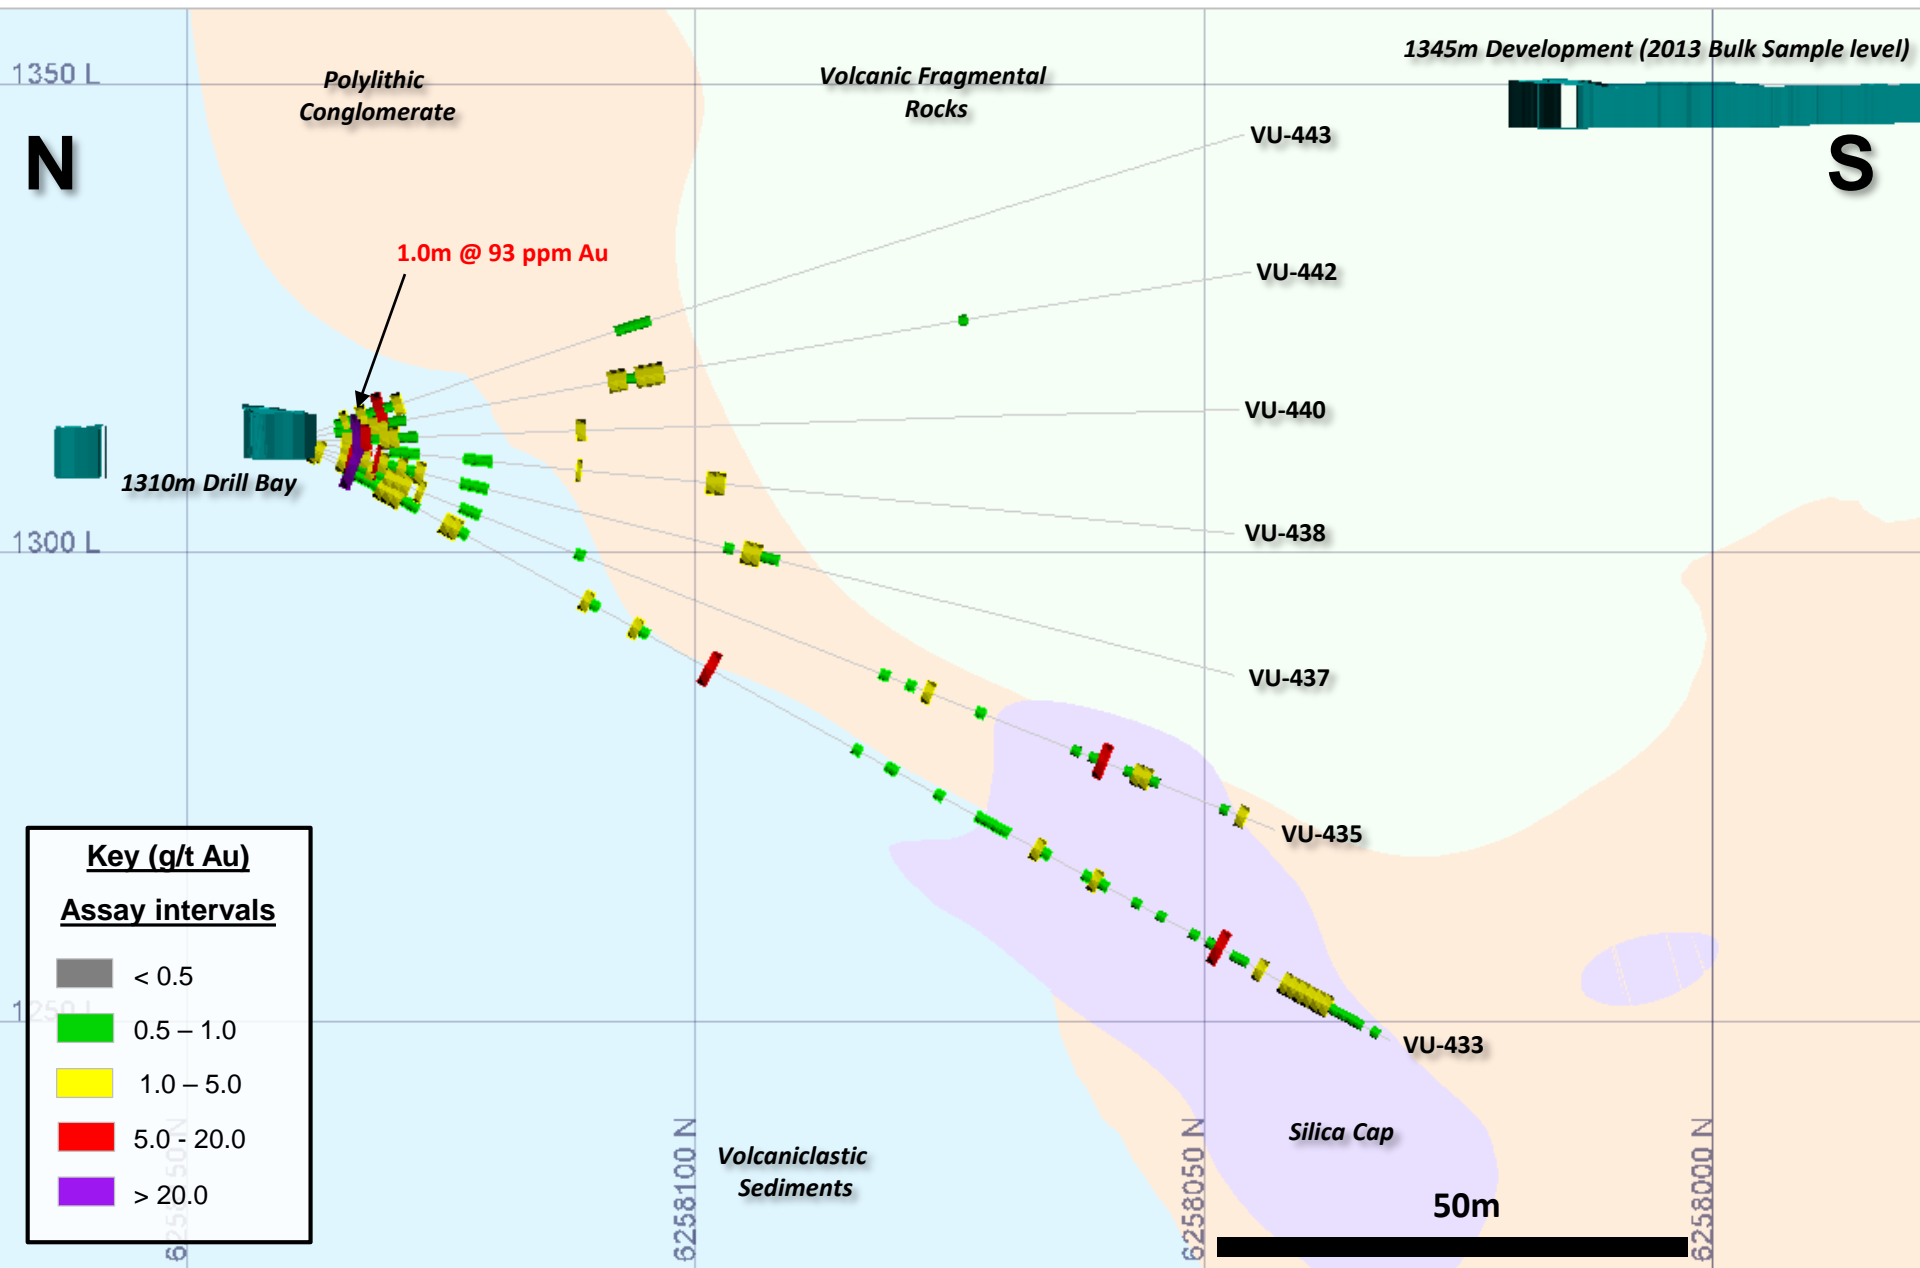 1345m Development (2013 Bulk Sample level)
1350 L
Polylithic
Conglomerate
Volcanic Fragmental
Rocks
N
S
VU-443
1.0m @ 93 ppm Au
VU-442
VU-440
1310m Drill Bay
VU-438
1300 L
VU-437
VU-435
Key (g/t Au)
Assay intervals
< 0.5
0.5 – 1.0
1.0 – 5.0
5.0 - 20.0
> 20.0
1250 L
VU-433
Silica Cap
Volcaniclastic
Sediments
6258150 N
6258100 N
6258050 N
6258000 N
50m